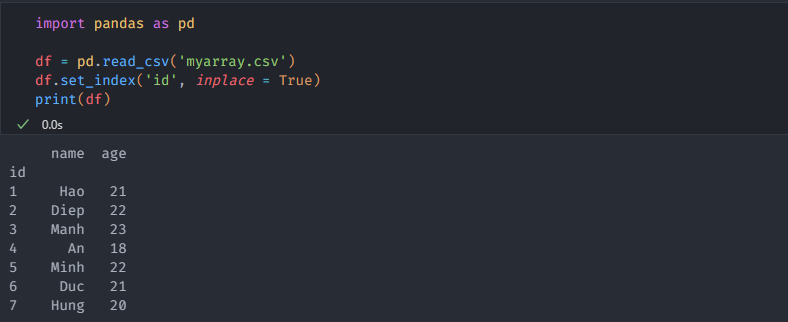 import pandas as pd
df = pd.read_csv('myarray.csv')
df.set_index('id', inplace = True)
print(df)
0.0s
name age
id
1 Hao 21
2 Diep 22
3 Manh 23
4 An 18
5 Minh 22
6 Duc 21
7 Hung 20